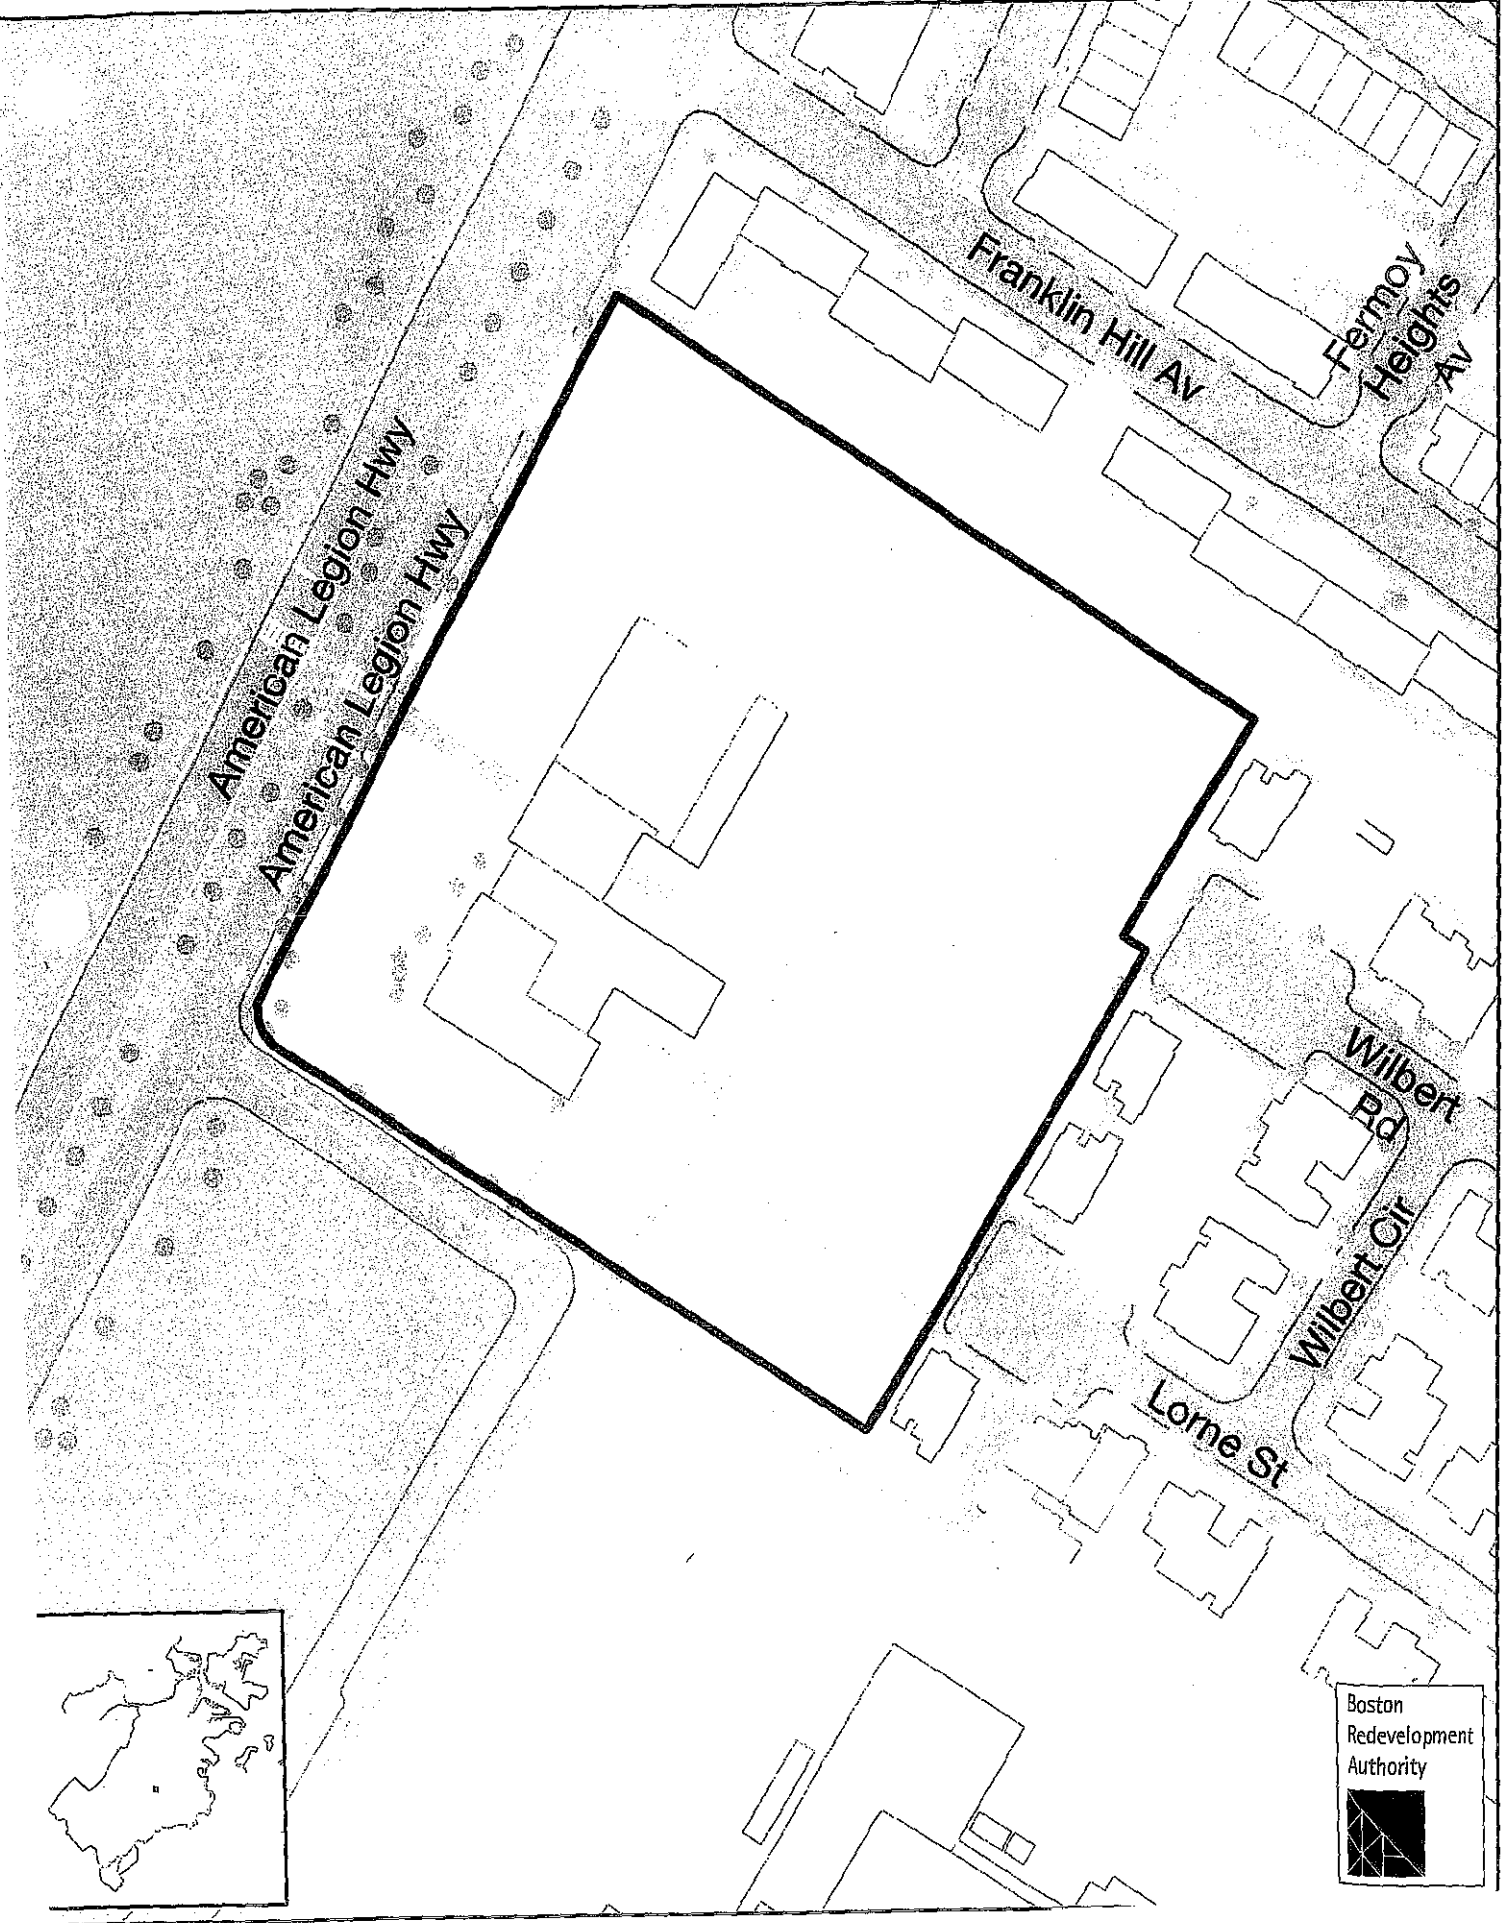 Franklin Hill Av
Fermoy
Heights
Av
American Legion Hwy
American Legion Hwy
Wilbert
Rd
Wilbert Cir
Lorne St
Boston
Redevelopment
Authority